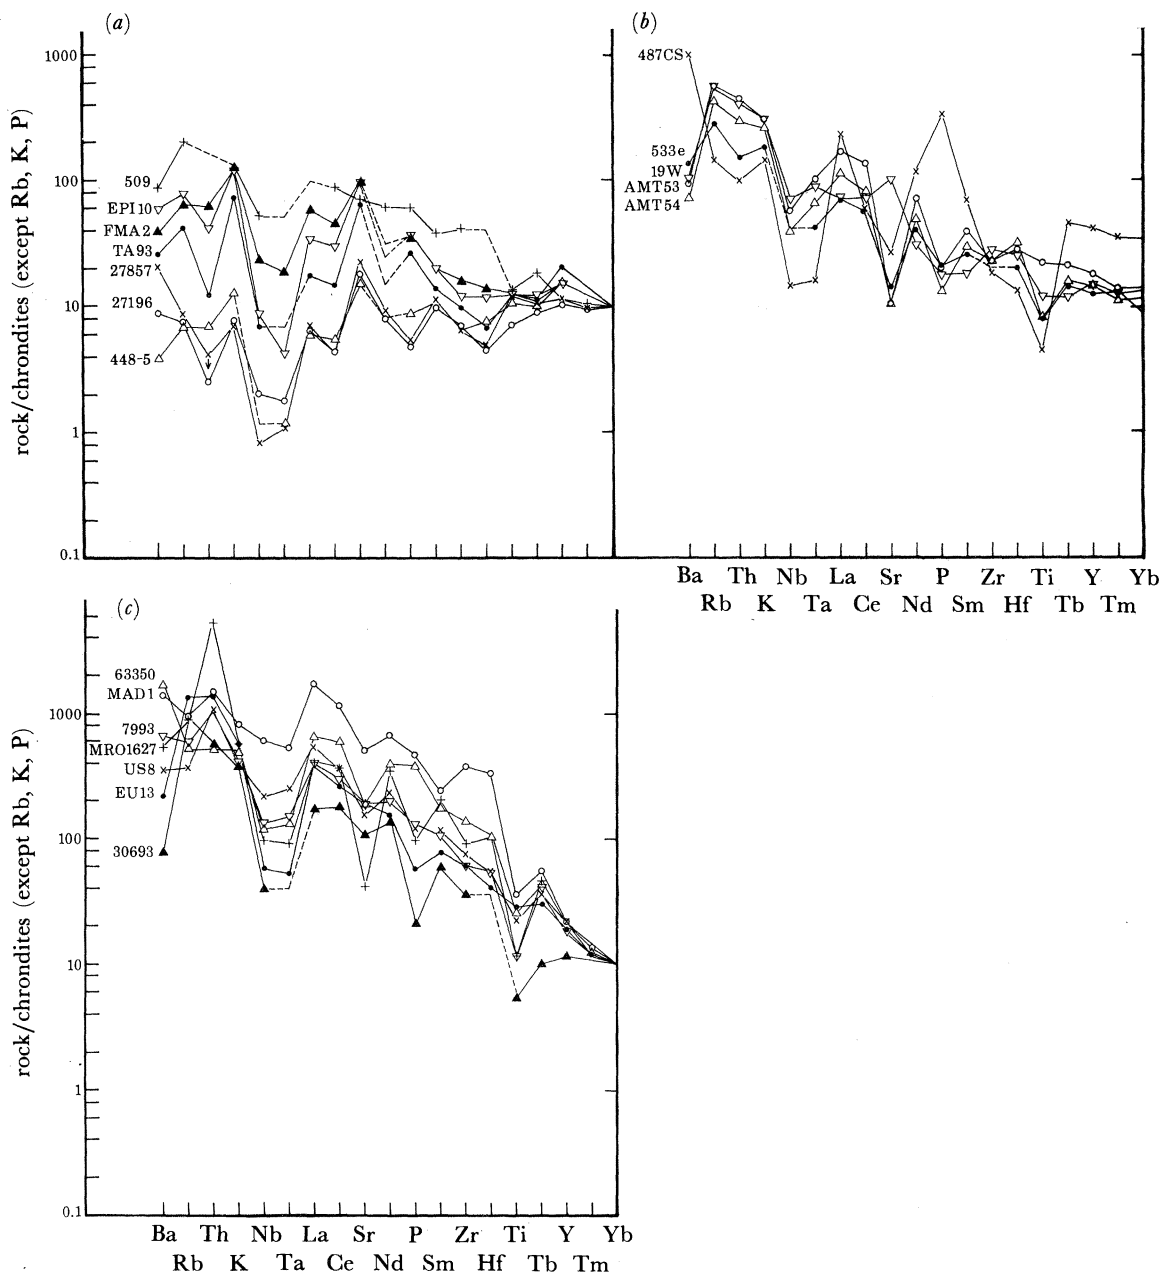 (a)
1000
100
10
1
0.1
rock/chrondites (except Rb, K, P)
509
EPI10
FMA2
TA93
27857
27196
448-5
(b)
487CS
533e
19W
AMT53
AMT54
Ba Th Nb La Sr P Zr Ti Y Yb
Rb K Ta Ce Nd Sm Hf Tb Tm
(c)
1000
100
10
1
0.1
rock/chrondites (except Rb, K, P)
63350
MAD1
7993
MRO1627
US8
EU13
30693
Ba Th Nb La Sr P Zr Ti Y Yb
Rb K Ta Ce Nd Sm Hf Tb Tm